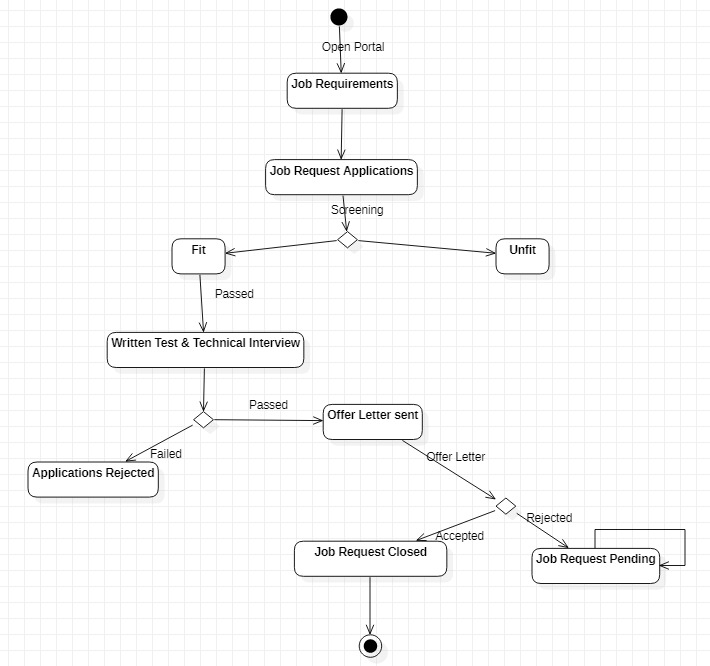 Open Portal
Job Requirements
Job Request Applications
Screening
Fit
Unfit
Passed
Written Test & Technical Interview
Passed
Offer Letter sent
Failed
Applications Rejected
Offer Letter
Rejected
Accepted
Job Request Closed
Job Request Pending